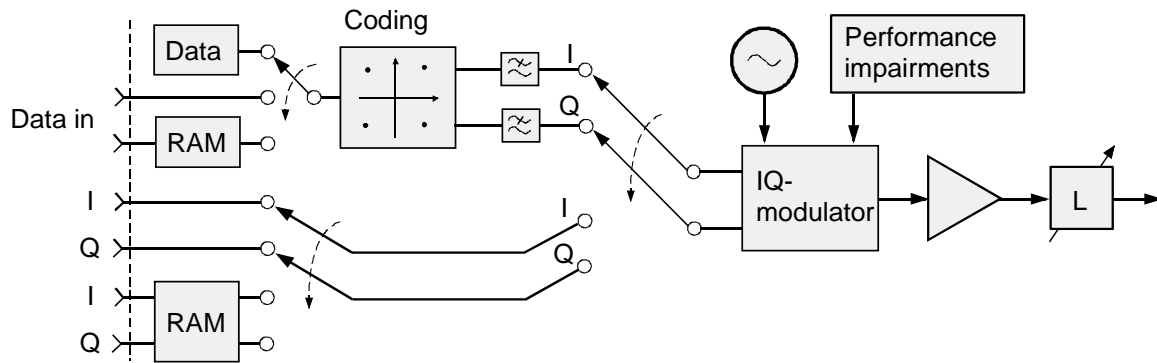 Coding
Data
Data in
RAM
I
Q
I
Q
RAM
I
Q
I
Q
Performance
impairments
IQ-
modulator
L